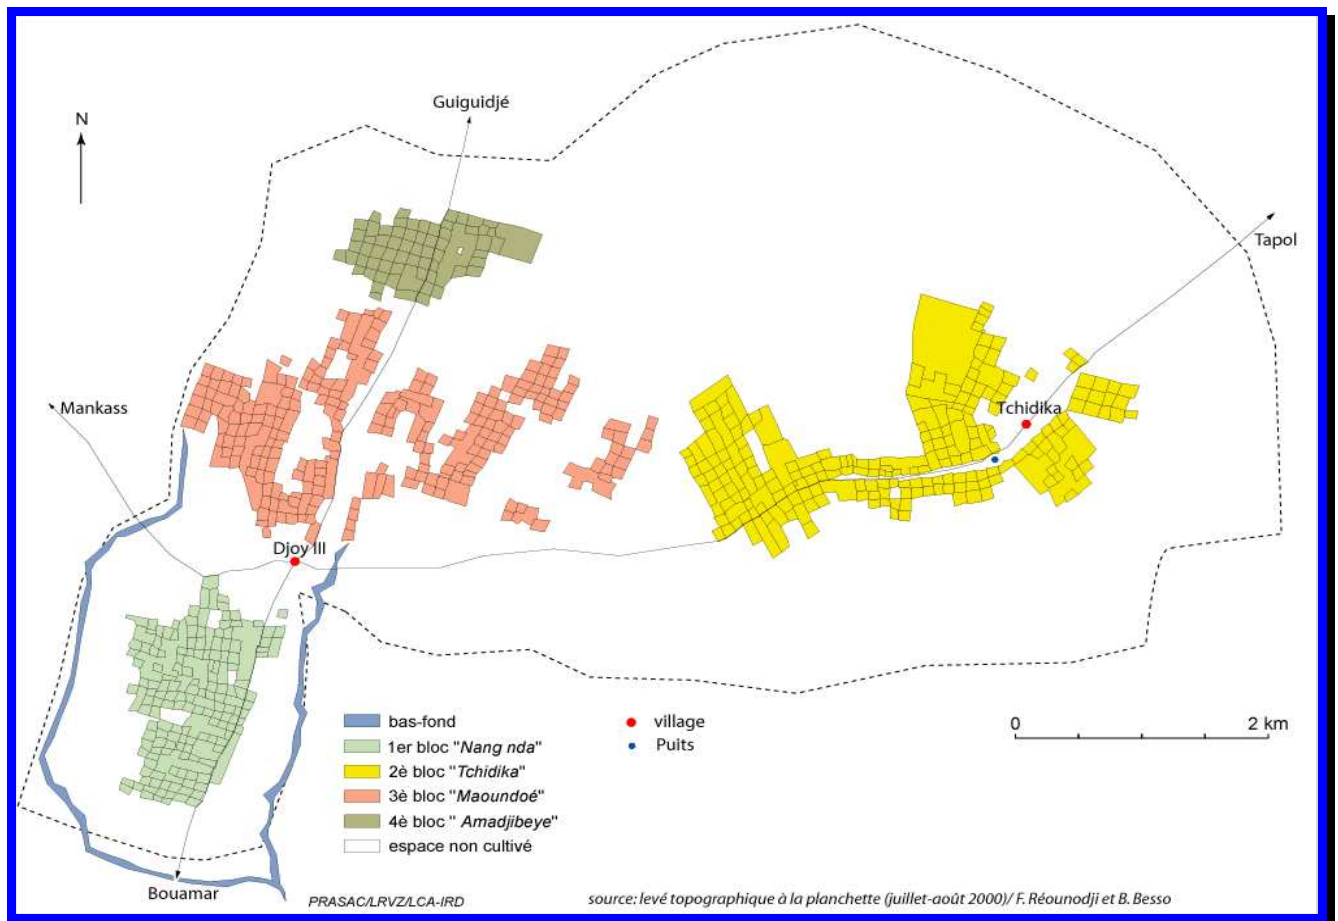 Guiguidjé
N
Tapol
Mankass
Tchidika
Djoy III
bas-fond
1er bloc "Nang nda"
2è bloc "Tchidika"
3è bloc "Maoundoé"
4è bloc " Amadjibeye"
espace non cultivé
village
Puits
0 2 km
Bouamar
PRASAC/LRVZ/LCA-IRD
source: levé topographique à la planchette (juillet-août 2000)/ F. Réounodji et B. Besso